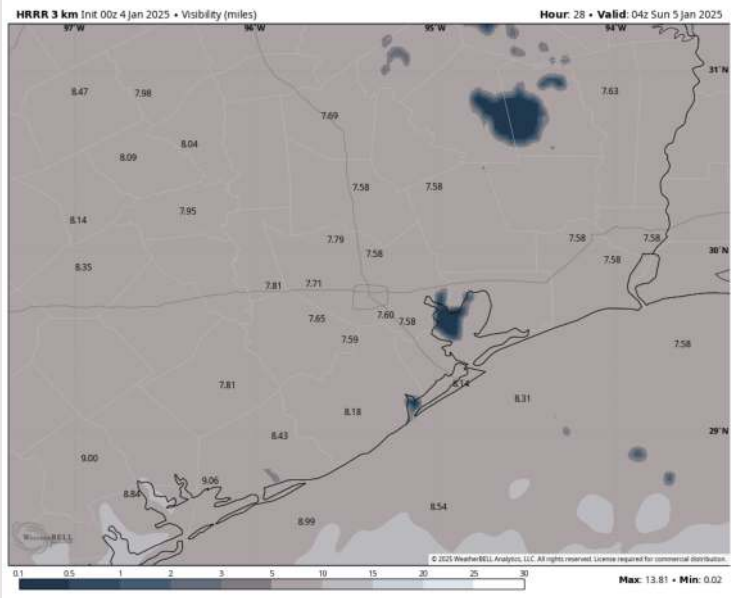 HRRR 3 km Init 00z 4 Jan 2025 • Visibility (miles) Hour: 28 • Valid: 04z Sun 5 Jan 2025
97°W 96°W 95°W 94°W
31°N
8.47 7.98 7.63
7.69
8.04
8.09
7.58 7.58
7.95
8.14
7.79 7.58 7.58
7.58 30°N
7.58
8.35
7.81 7.71
7.65 7.60 7.58
7.59 7.58
7.81 8.14
8.31
8.18
8.43 29°N
9.00
9.06
8.84
8.54
8.99
WeatherBELL
© 2025 WeatherBELL Analytics, LLC. All rights reserved. License required for commercial distribution.
0.1 0.5 1 2 3 5 10 15 20 25 30
Max: 13.81 • Min: 0.02